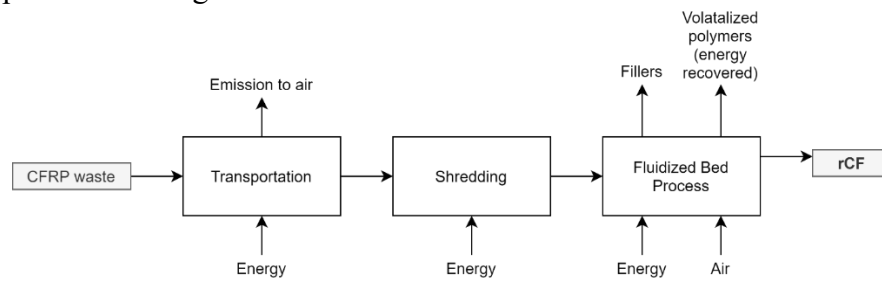 Volatalized
polymers
(energy
recovered)
Fillers
Emission to air
CFRP waste
Transportation
Shredding
Fluidized Bed
Process
rCF
Energy
Energy
Energy
Air